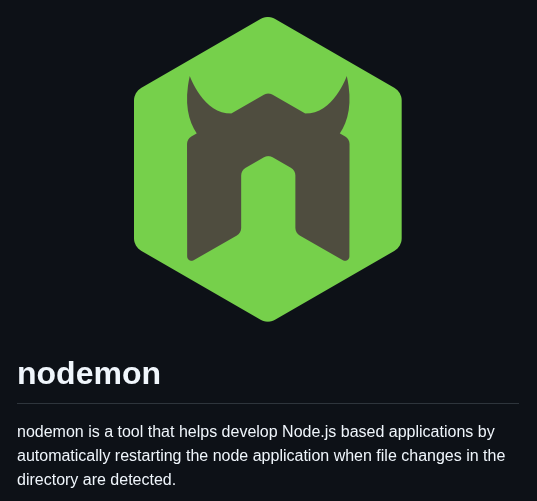 nodemon
nodemon is a tool that helps develop Node.js based applications by
automatically restarting the node application when file changes in the
directory are detected.